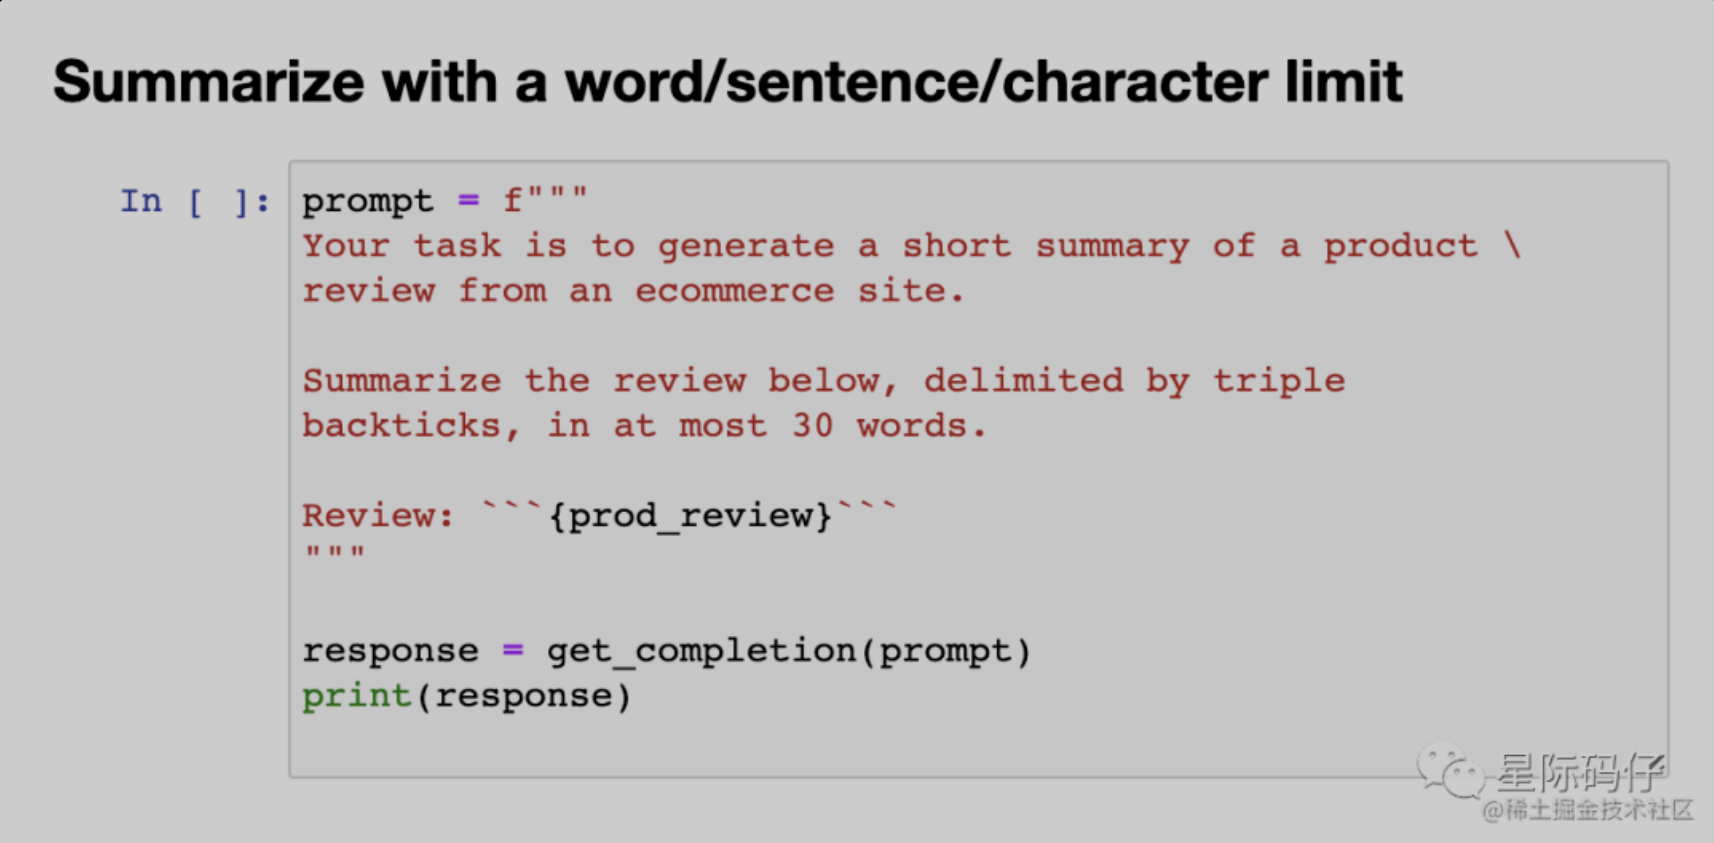 Summarize with a word/sentence/character limit
In [ ]: prompt = f"""
Your task is to generate a short summary of a product \
review from an ecommerce site.
Summarize the review below, delimited by triple
backticks, in at most 30 words.
Review: ```{prod_review}```
"""
response = get_completion(prompt)
print(response)
星际码仔
@稀土掘金技术社区